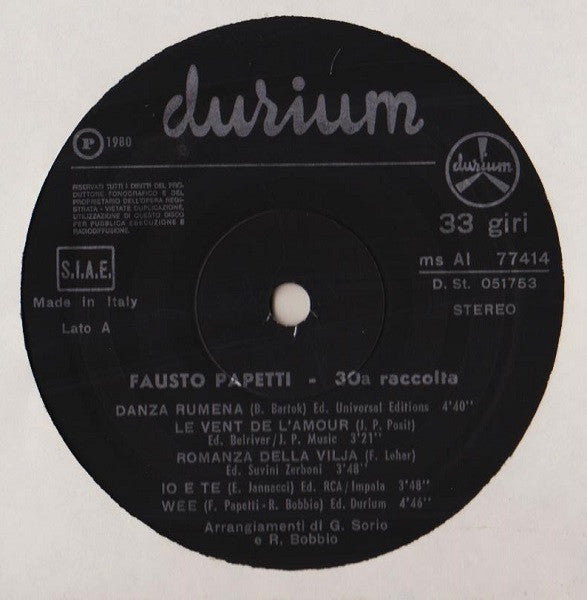 durium
P 1980
durium
RISERVATI TUTTI I DIRITTI DEL PRO-
DUTTORE FONOGRAFICO E DEL
PROPRIETARIO DELL'OPERA REGI-
STRATA - VIETATE DUPLICAZIONE,
UTILIZZAZIONE DI QUESTO DISCO
PER PUBBLICA ESECUZIONE E
RADIODIFFUSIONE.
33 giri
S.I.A.E.
ms AI 77414
D. St. 051753
Made in Italy
STEREO
Lato A
FAUSTO PAPETTI - 30a raccolta
DANZA RUMENA (B. Bartok) Ed. Universal Editions 4'40"
LE VENT DE L'AMOUR (J. P. Posit)
Ed. Belriver/J. P. Music 3'21"
ROMANZA DELLA VILJA (F. Lehar)
Ed. Suvini Zerboni 3'48"
IO E TE (E. Jannacci) Ed. RCA/Impala 3'48"
WEE (F. Papetti-R. Bobbio) Ed. Durium 4'46"
Arrangiamenti di G. Sorio
e R. Bobbio